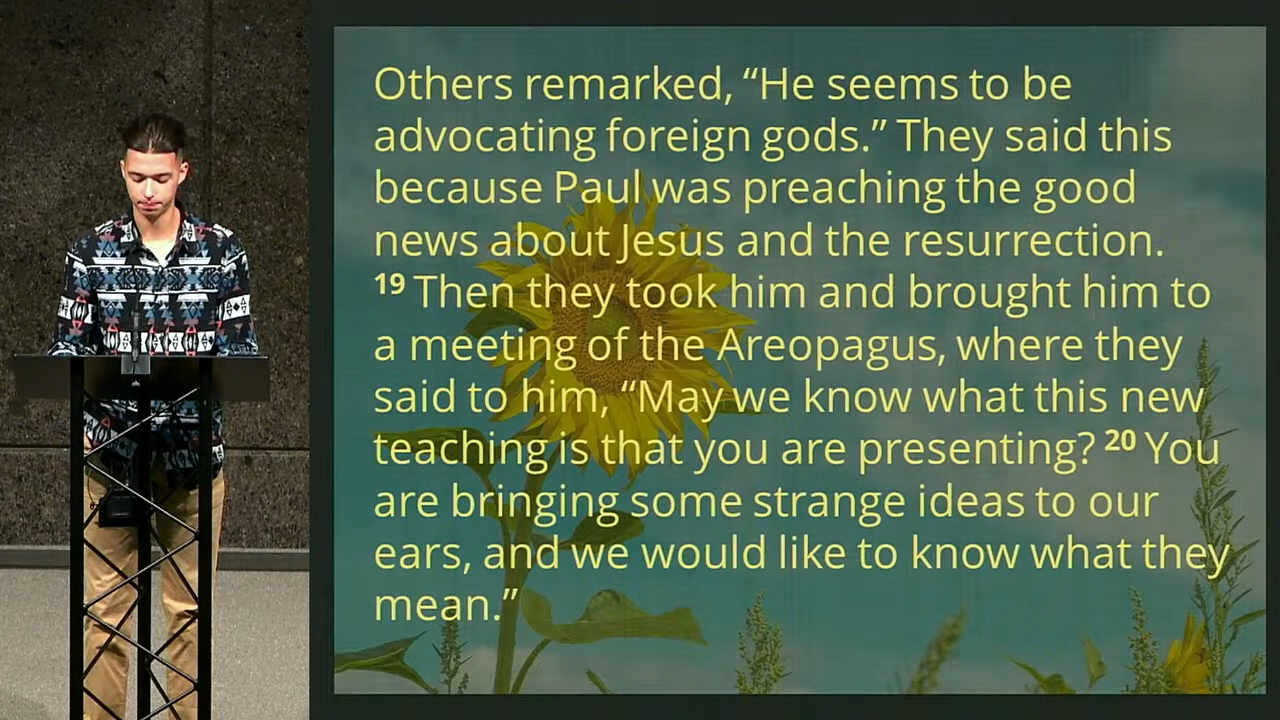 Others remarked, “He seems to be
advocating foreign gods.” They said this
because Paul was preaching the good
news about Jesus and the resurrection.
19 Then they took him and brought him to
a meeting of the Areopagus, where they
said to him, “May we know what this new
teaching is that you are presenting? 20 You
are bringing some strange ideas to our
ears, and we would like to know what they
mean.”